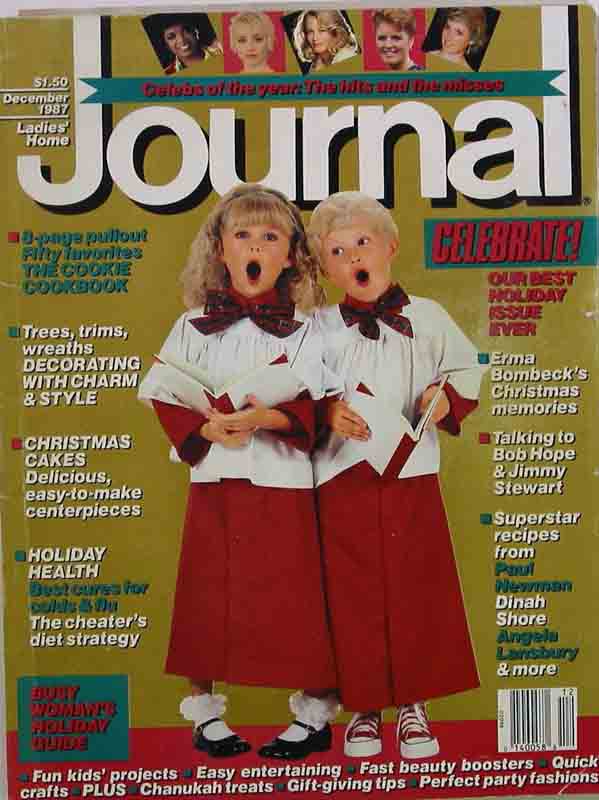 Celebs of the year: The hits and the misses
$1.50
December
1987
Ladies'
Home
Journal®
8-page pullout
Fifty favorites
THE COOKIE
COOKBOOK
Trees, trims,
wreaths
DECORATING
WITH CHARM
& STYLE
CHRISTMAS
CAKES
Delicious,
easy-to-make
centerpieces
HOLIDAY
HEALTH
Best cures for
colds & flu
The cheater's
diet strategy
BUSY
WOMAN'S
HOLIDAY
GUIDE
CELEBRATE!
OUR BEST
HOLIDAY
ISSUE
EVER
Erma
Bombeck's
Christmas
memories
Talking to
Bob Hope
& Jimmy
Stewart
Superstar
recipes
from
Paul
Newman
Dinah
Shore
Angela
Lansbury
& more
12
Fun kids' projects Easy entertaining Fast beauty boosters Quick
crafts PLUS Chanukah treats Gift-giving tips Perfect party fashions